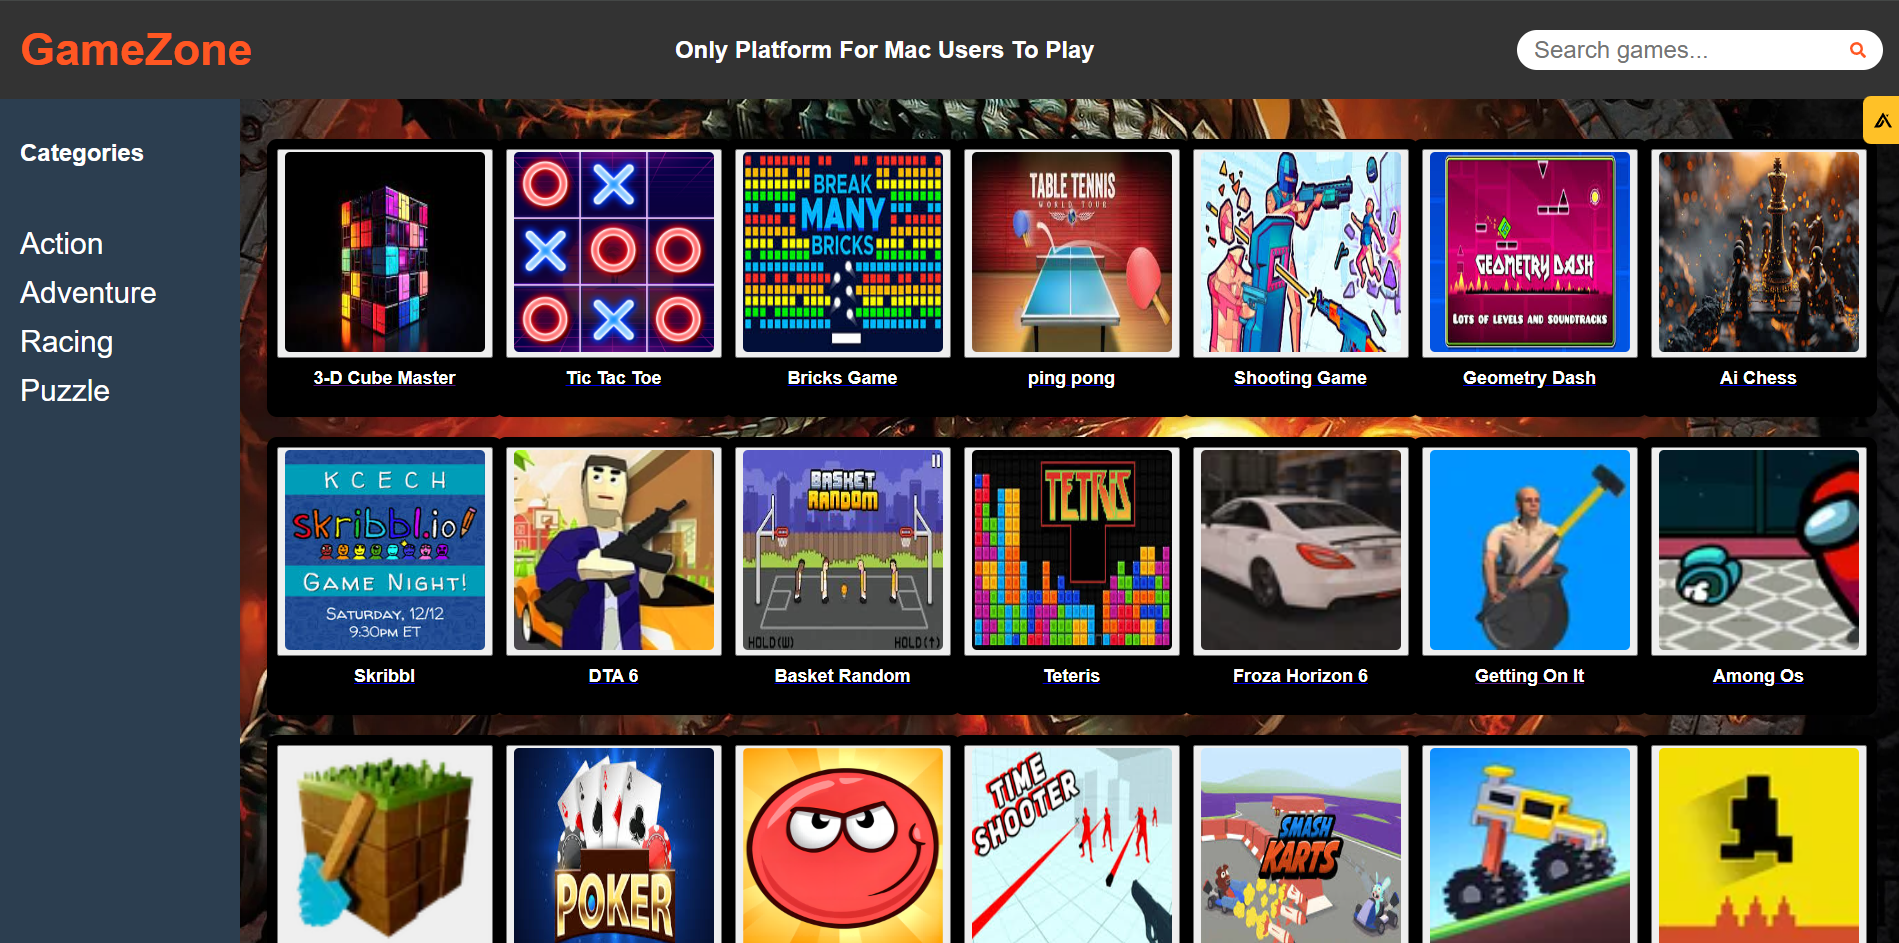 GameZone
Only Platform For Mac Users To Play
Search games...
Categories
Action
Adventure
Racing
Puzzle
BREAK
MANY
BRICKS
TABLE TENNIS
WORLD TOUR
GEOMETRY DASH
LOTS OF LEVELS AND SOUNDTRACKS
3-D Cube Master
Tic Tac Toe
Bricks Game
ping pong
Shooting Game
Geometry Dash
Ai Chess
KCECH
skribbl.io
GAME NIGHT!
SATURDAY, 12/12
9:30PM ET
BASKET
RANDOM
HOLD(W)
HOLD(↑)
TETRIS
Skribbl
DTA 6
Basket Random
Teteris
Froza Horizon 6
Getting On It
Among Os
POKER
TIME
SHOOTER
SMASH
KARTS